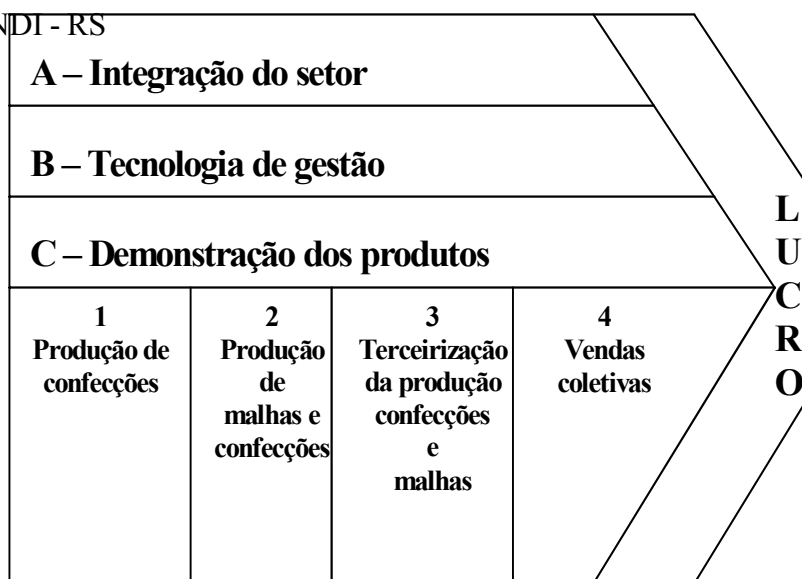 NDI - RS
A – Integração do setor
B – Tecnologia de gestão
C – Demonstração dos produtos
1
Produção de
confecções
2
Produção
de
malhas e
confecções
3
Terceirização
da produção
confecções
e
malhas
4
Vendas
coletivas
L
U
C
R
O